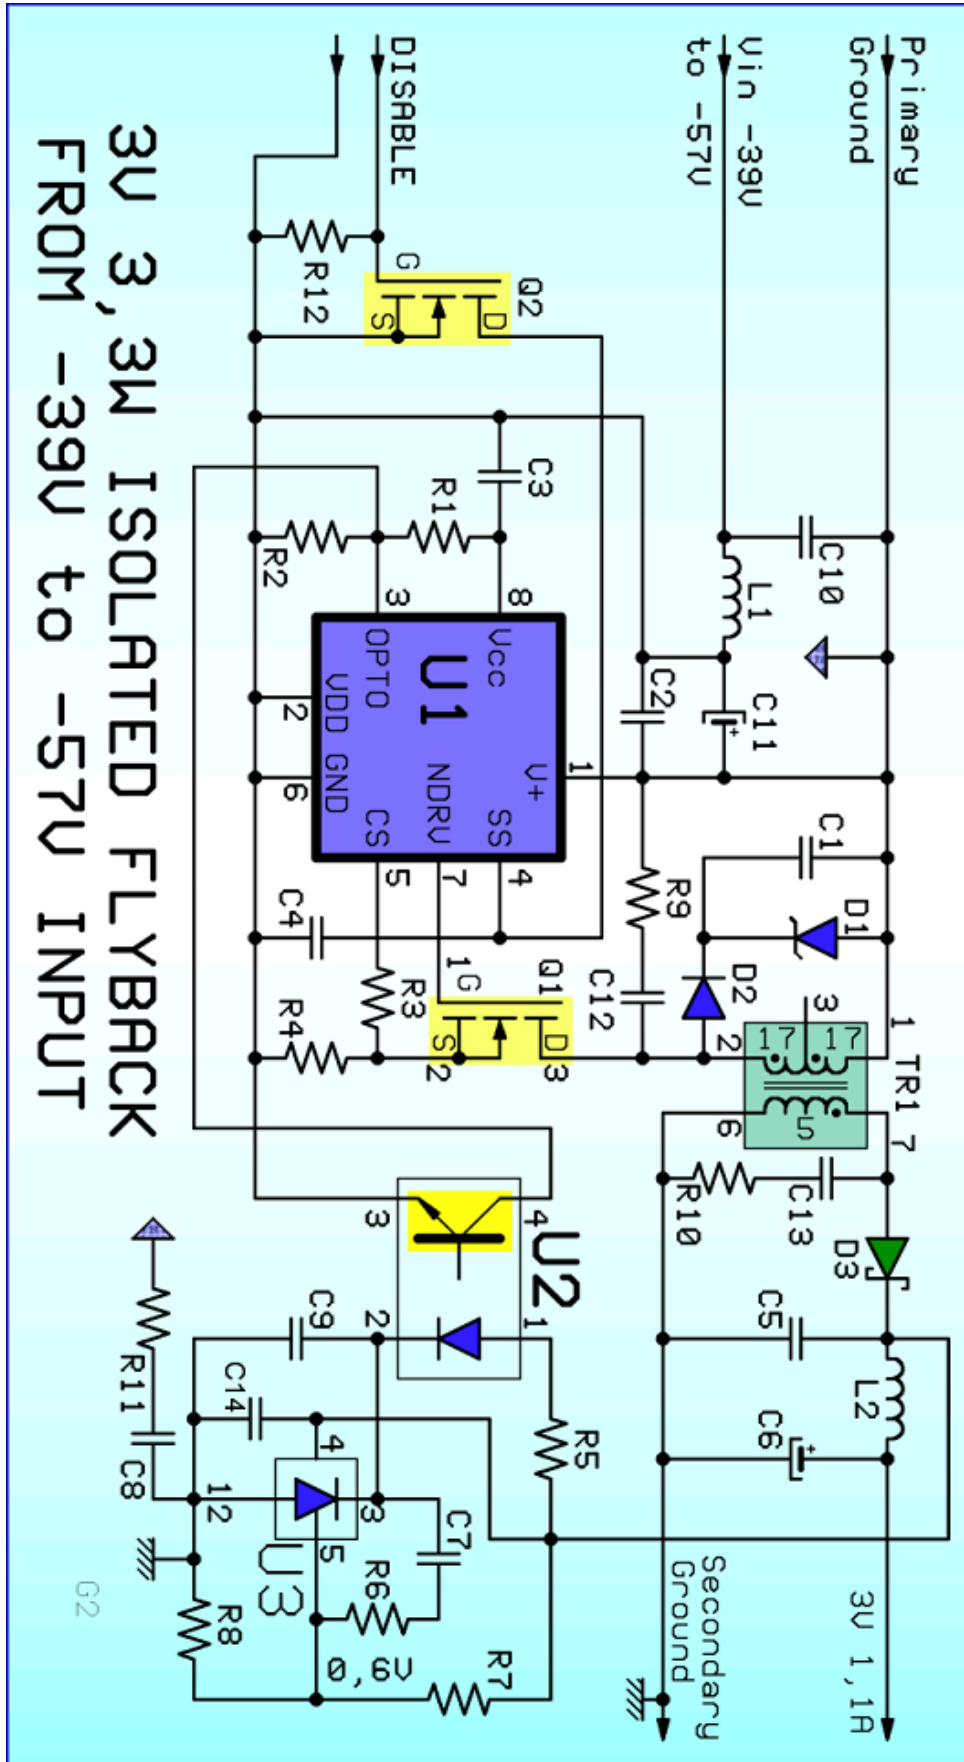 Primary
Ground
Vin -39V
to -57V
DISABLE
R12
G
Q2
S
D
C3
R1
R2
C10
L1
3
8
OPTO
Vcc
U1
VDD
2
GND
6
NDRV
CS
SS
V+
1
5
7
4
C2
C11
+
C1
R9
D1
D2
C12
C4
R3
R4
1
G
Q1
S
D
2
3
3
1
17
17
2
TR1
5
6
7
R10
C13
D3
3
4
U2
2
1
C9
C5
L2
C6
+
R5
R11
C14
C8
4
12
3
5
U3
C7
R6
R8
0,6V
R7
Secondary
Ground
3V 1,1A
G2
3V 3,3W ISOLATED FLYBACK
FROM -39V to -57V INPUT